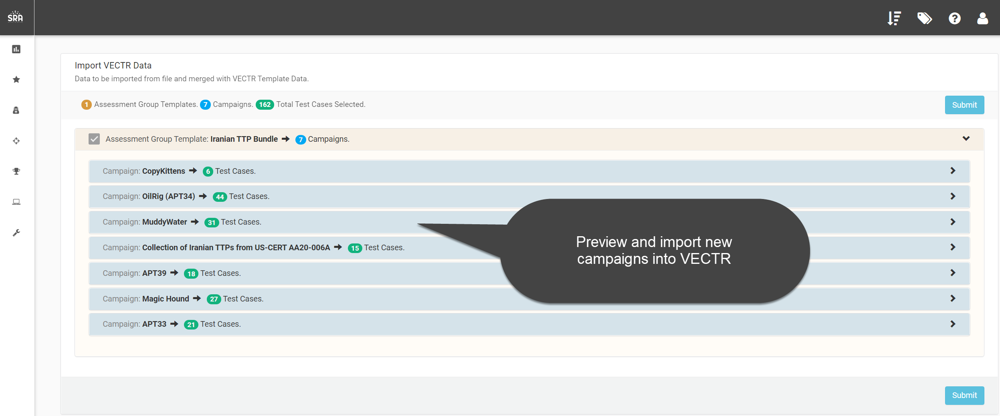 SRA
Import VECTR Data
Data to be imported from file and merged with VECTR Template Data.
1 Assessment Group Templates. 7 Campaigns. 162 Total Test Cases Selected.
Submit
Assessment Group Template: Iranian TTP Bundle 7 Campaigns.
Campaign: CopyKittens 6 Test Cases.
Campaign: OilRig (APT34) 44 Test Cases.
Campaign: MuddyWater 31 Test Cases.
Campaign: Collection of Iranian TTPs from US-CERT AA20-006A 15 Test Cases.
Campaign: APT39 18 Test Cases.
Campaign: Magic Hound 27 Test Cases.
Campaign: APT33 21 Test Cases.
Preview and import new
campaigns into VECTR
Submit